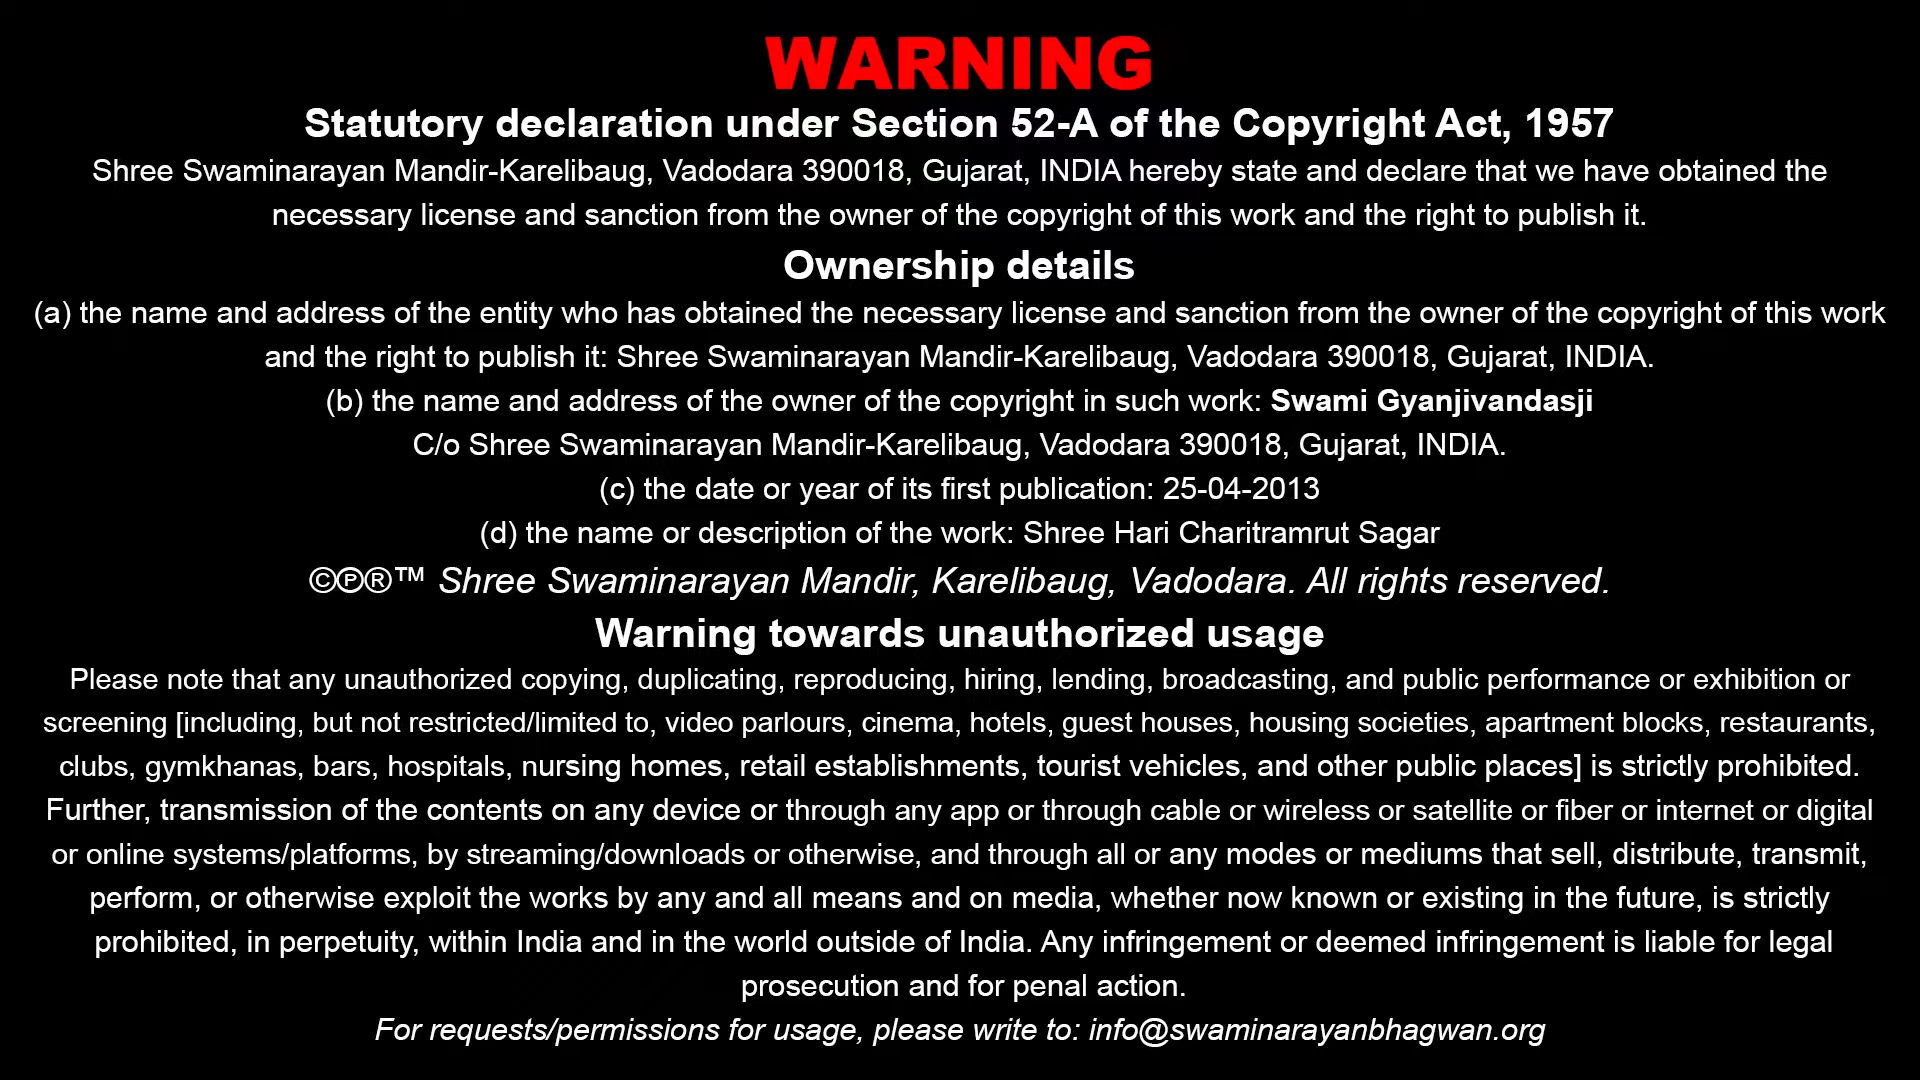 WARNING
Statutory declaration under Section 52-A of the Copyright Act, 1957
Shree Swaminarayan Mandir-Karelibaug, Vadodara 390018, Gujarat, INDIA hereby state and declare that we have obtained the
necessary license and sanction from the owner of the copyright of this work and the right to publish it.
Ownership details
(a) the name and address of the entity who has obtained the necessary license and sanction from the owner of the copyright of this work
and the right to publish it: Shree Swaminarayan Mandir-Karelibaug, Vadodara 390018, Gujarat, INDIA.
(b) the name and address of the owner of the copyright in such work: Swami Gyanjivandasji
C/o Shree Swaminarayan Mandir-Karelibaug, Vadodara 390018, Gujarat, INDIA.
(c) the date or year of its first publication: 25-04-2013
(d) the name or description of the work: Shree Hari Charitramrut Sagar
©℗®™ Shree Swaminarayan Mandir, Karelibaug, Vadodara. All rights reserved.
Warning towards unauthorized usage
Please note that any unauthorized copying, duplicating, reproducing, hiring, lending, broadcasting, and public performance or exhibition or
screening [including, but not restricted/limited to, video parlours, cinema, hotels, guest houses, housing societies, apartment blocks, restaurants,
clubs, gymkhanas, bars, hospitals, nursing homes, retail establishments, tourist vehicles, and other public places] is strictly prohibited.
Further, transmission of the contents on any device or through any app or through cable or wireless or satellite or fiber or internet or digital
or online systems/platforms, by streaming/downloads or otherwise, and through all or any modes or mediums that sell, distribute, transmit,
perform, or otherwise exploit the works by any and all means and on media, whether now known or existing in the future, is strictly
prohibited, in perpetuity, within India and in the world outside of India. Any infringement or deemed infringement is liable for legal
prosecution and for penal action.
For requests/permissions for usage, please write to: info@swaminarayanbhagwan.org